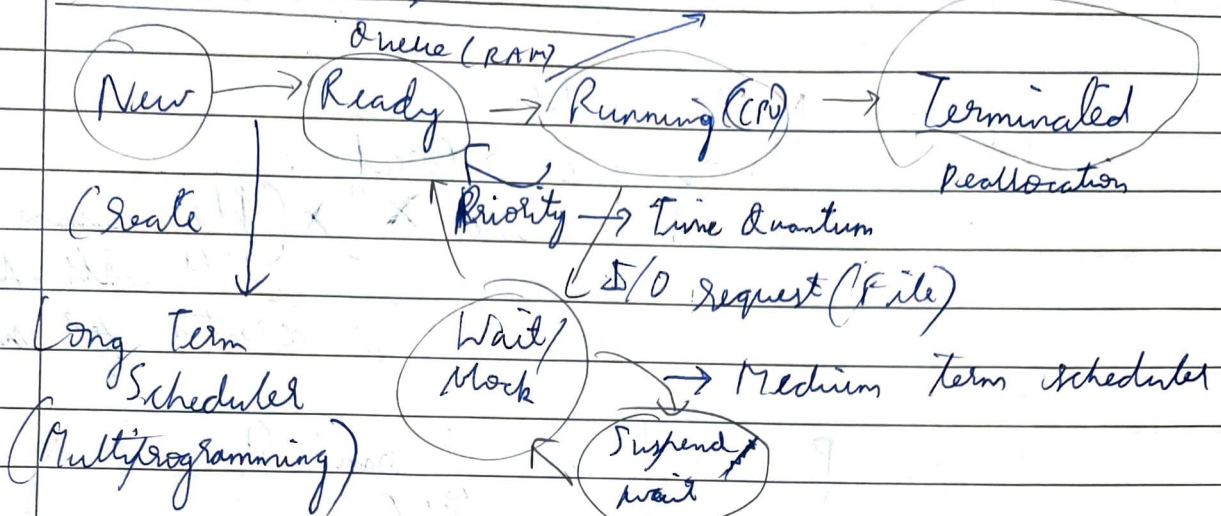 Queue (RAM)
New Ready Running (CPU) Terminated
Deallocation
Create Priority Time Quantum
I/O request (File)
Long Term Wait/
Scheduler Block Medium term scheduler
(Multiprogramming) Suspend
wait